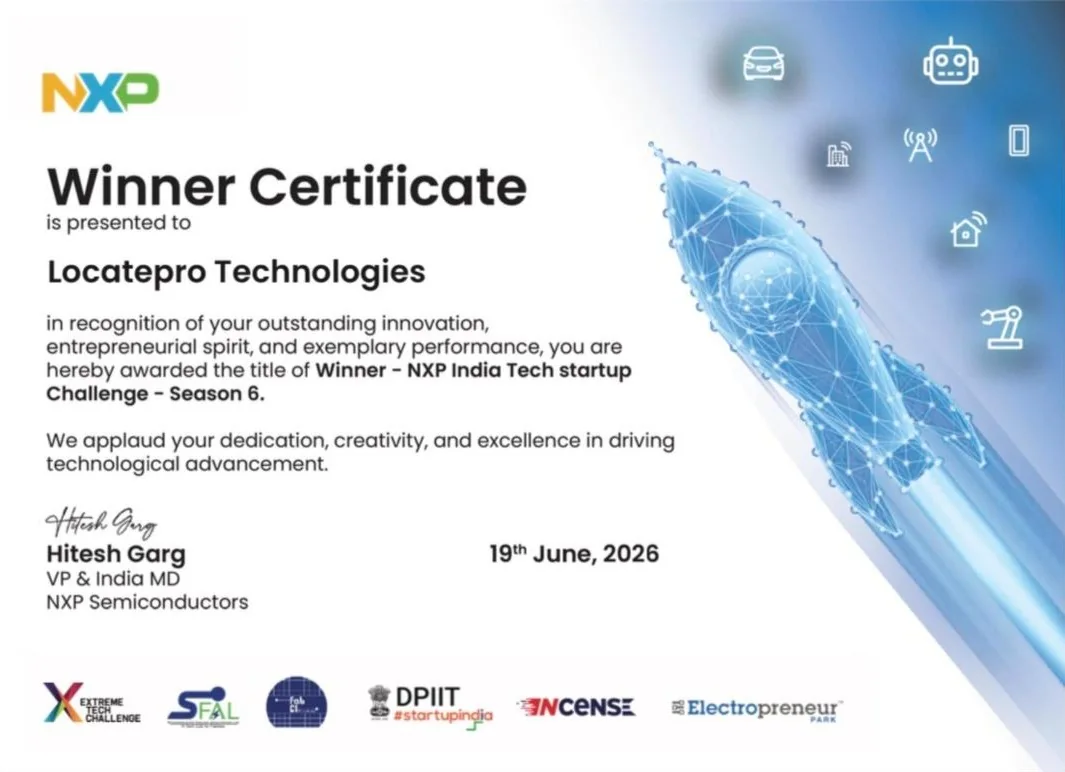 NXP
Winner Certificate
is presented to
Locatepro Technologies
in recognition of your outstanding innovation,
entrepreneurial spirit, and exemplary performance, you are
hereby awarded the title of Winner - NXP India Tech startup
Challenge - Season 6.
We applaud your dedication, creativity, and excellence in driving
technological advancement.
Hitesh Garg
Hitesh Garg
19th June, 2026
VP & India MD
NXP Semiconductors
EXTREME
TECH
CHALLENGE
SFAL
DPIIT
#startupindia
INCENSE
Electropreneur
PARK